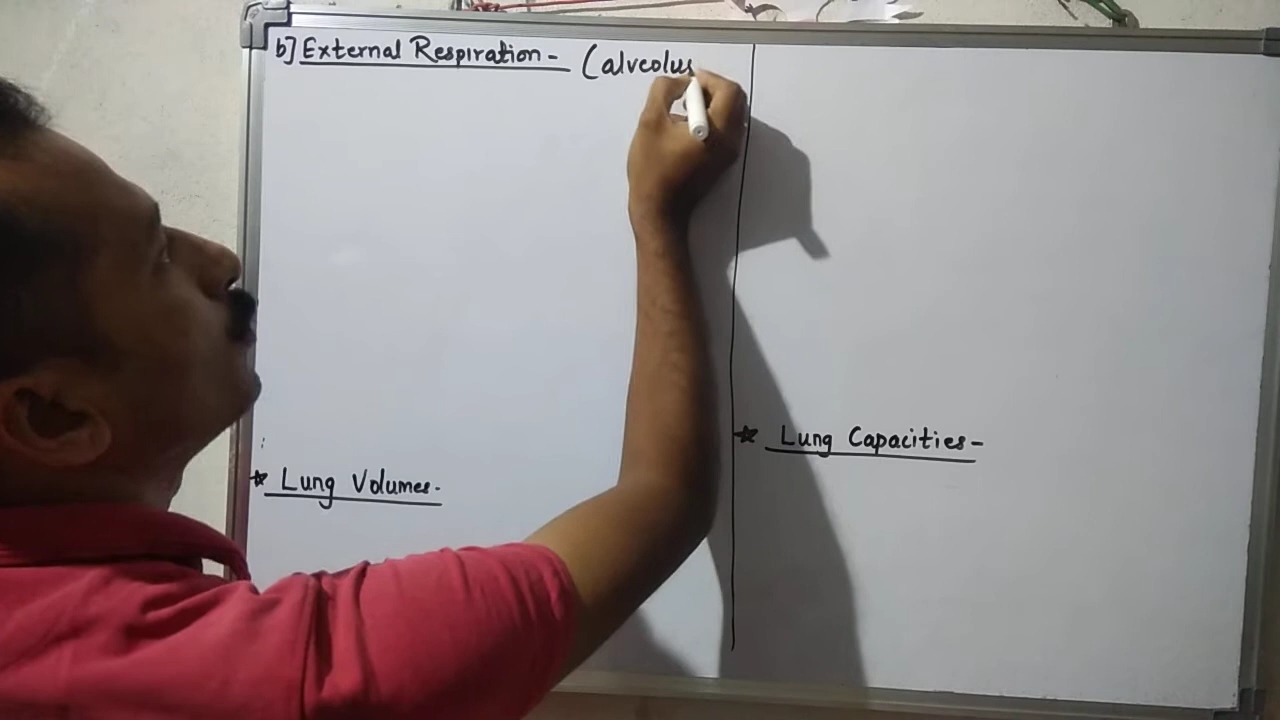 b] External Respiration - (alveolus
* Lung Volumes -
* Lung Capacities -